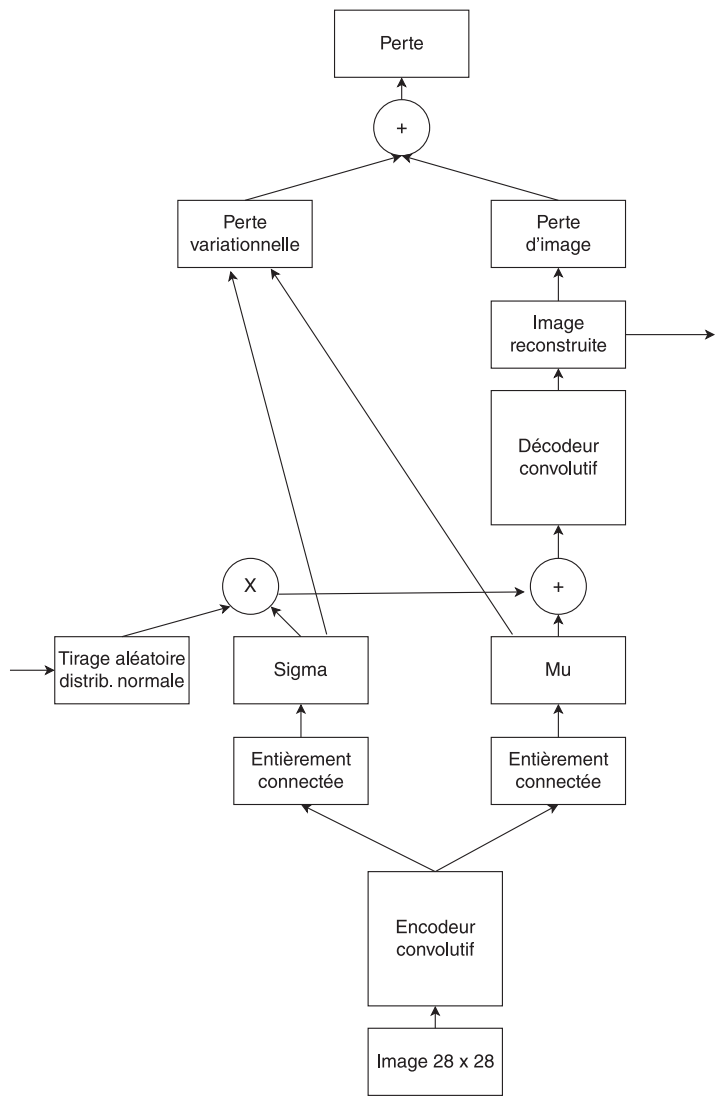 Perte
+
Perte
variationnelle
Perte
d'image
Image
reconstruite
Décodeur
convolutif
X
+
Tirage aléatoire
distrib. normale
Sigma
Mu
Entièrement
connectée
Entièrement
connectée
Encodeur
convolutif
Image 28 x 28